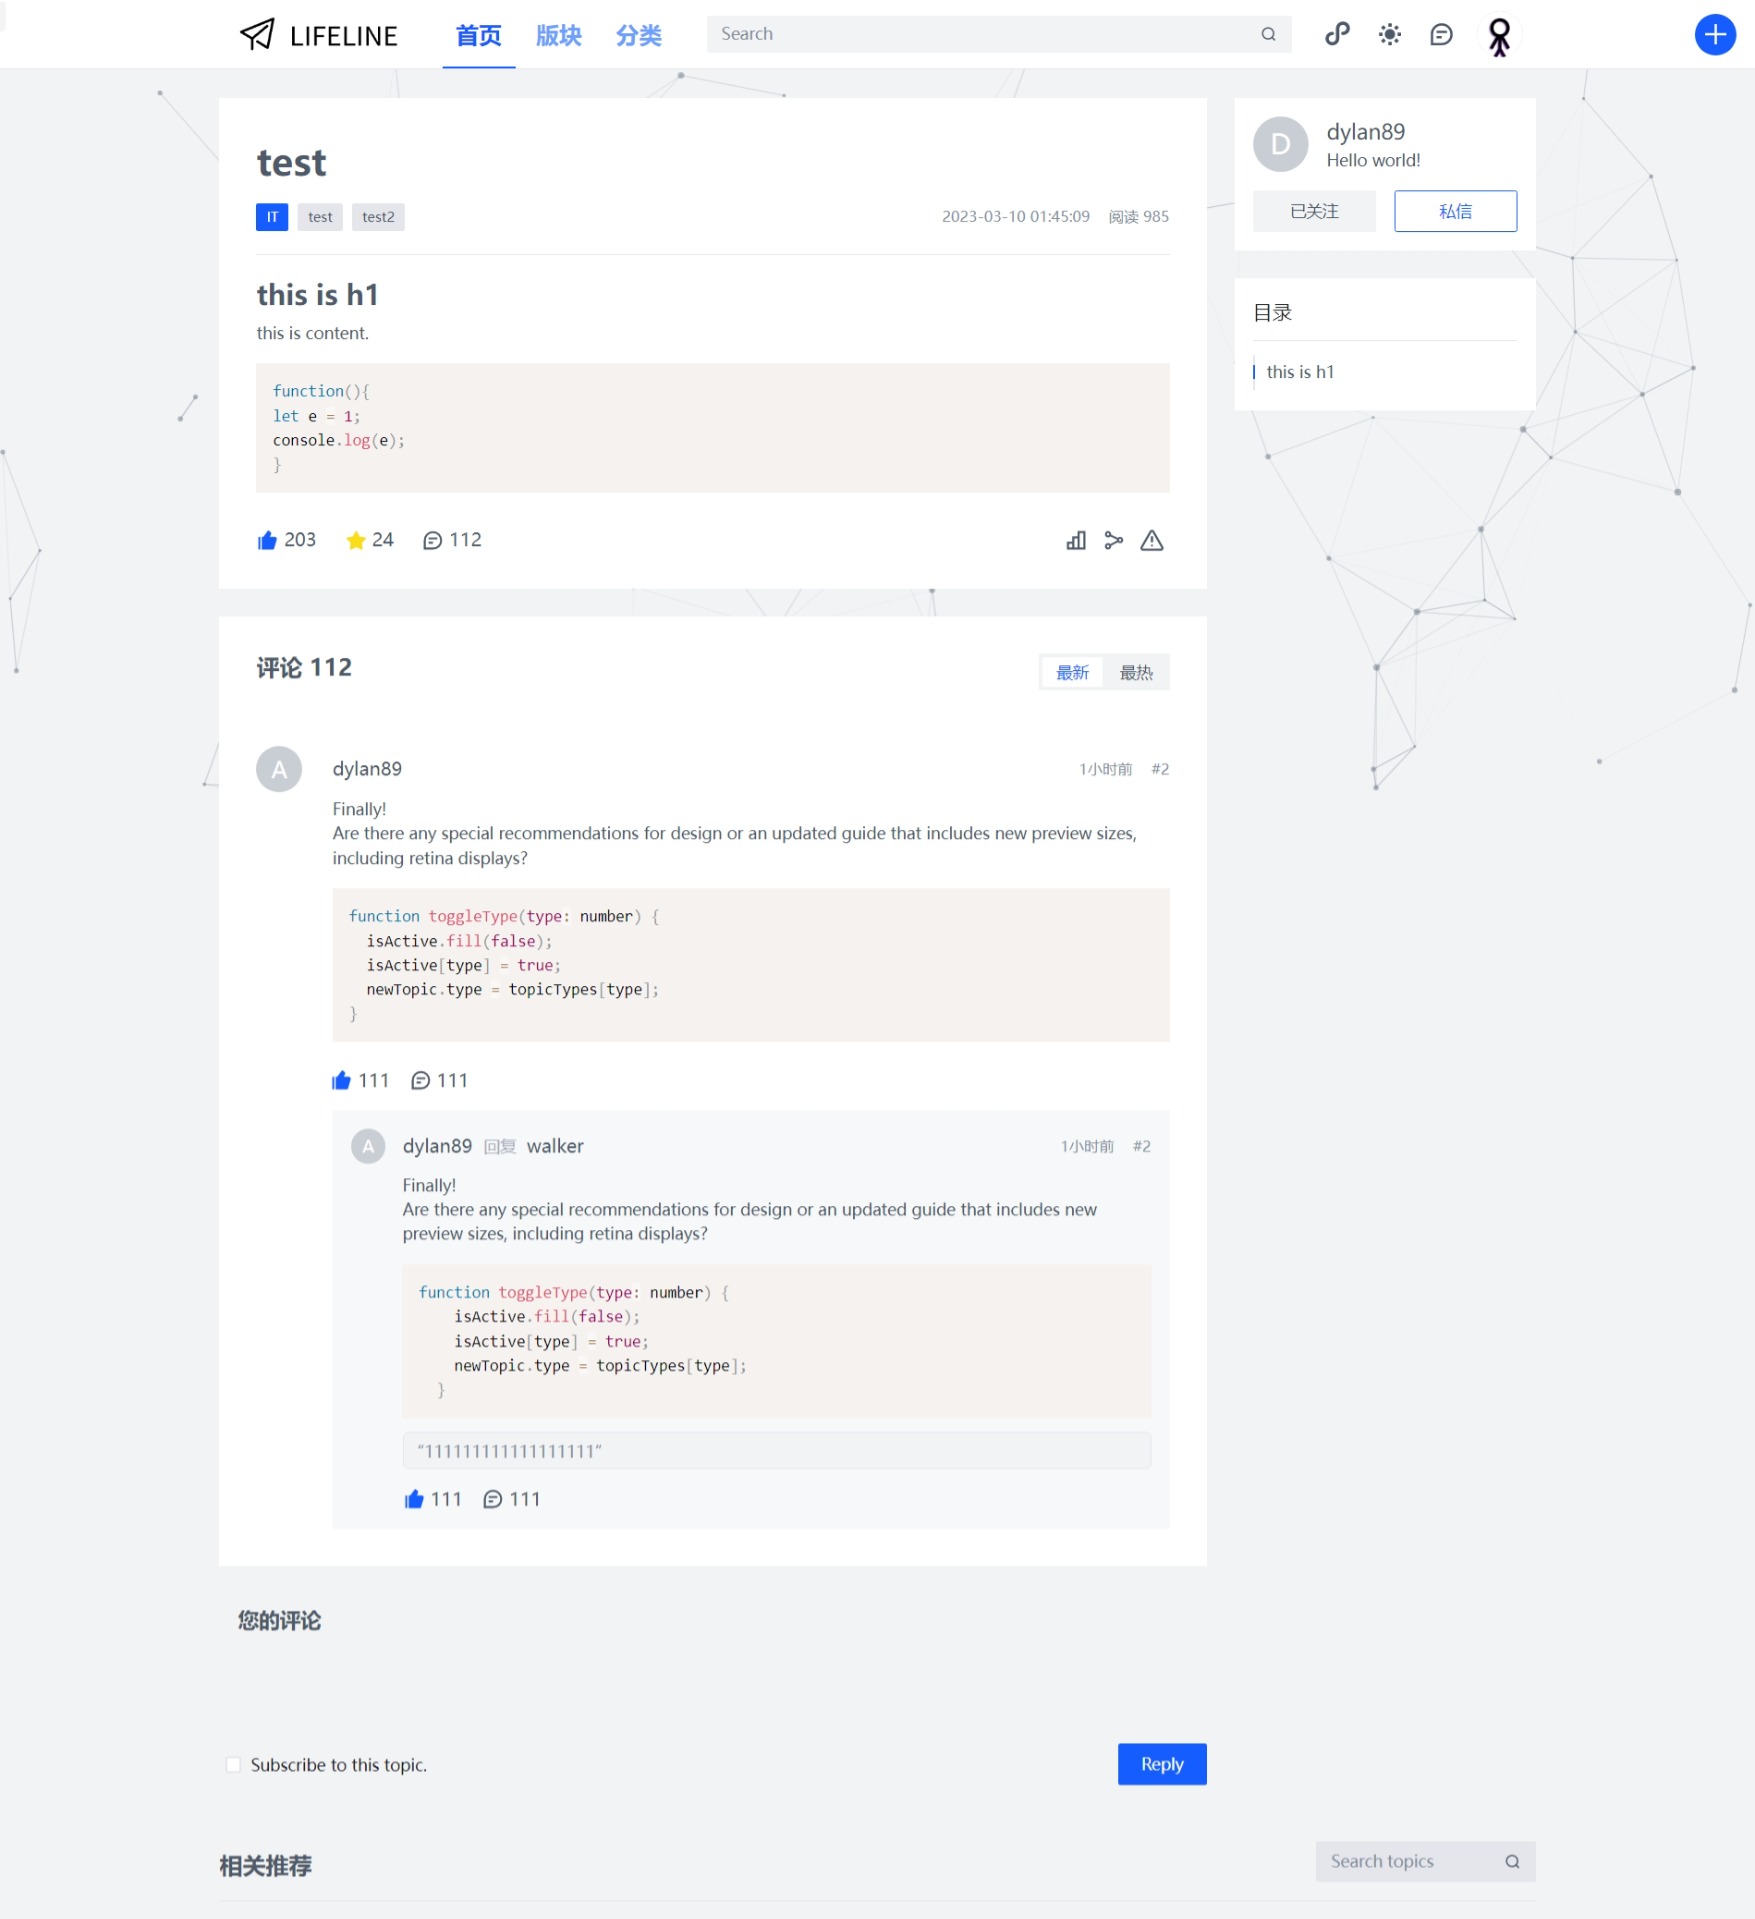 LIFELINE 首页 版块 分类 Search
test
IT test test2 2023-03-10 01:45:09 阅读 985
this is h1
this is content.
function(){
let e = 1;
console.log(e);
}
203 24 112
D dylan89
Hello world!
已关注 私信
目录
this is h1
评论 112 最新 最热
A dylan89 1小时前 #2
Finally!
Are there any special recommendations for design or an updated guide that includes new preview sizes,
including retina displays?
function toggleType(type: number) {
isActive.fill(false);
isActive[type] = true;
newTopic.type = topicTypes[type];
}
111 111
A dylan89 回复 walker 1小时前 #2
Finally!
Are there any special recommendations for design or an updated guide that includes new
preview sizes, including retina displays?
function toggleType(type: number) {
isActive.fill(false);
isActive[type] = true;
newTopic.type = topicTypes[type];
}
“111111111111111111”
111 111
您的评论
Subscribe to this topic. Reply
相关推荐 Search topics